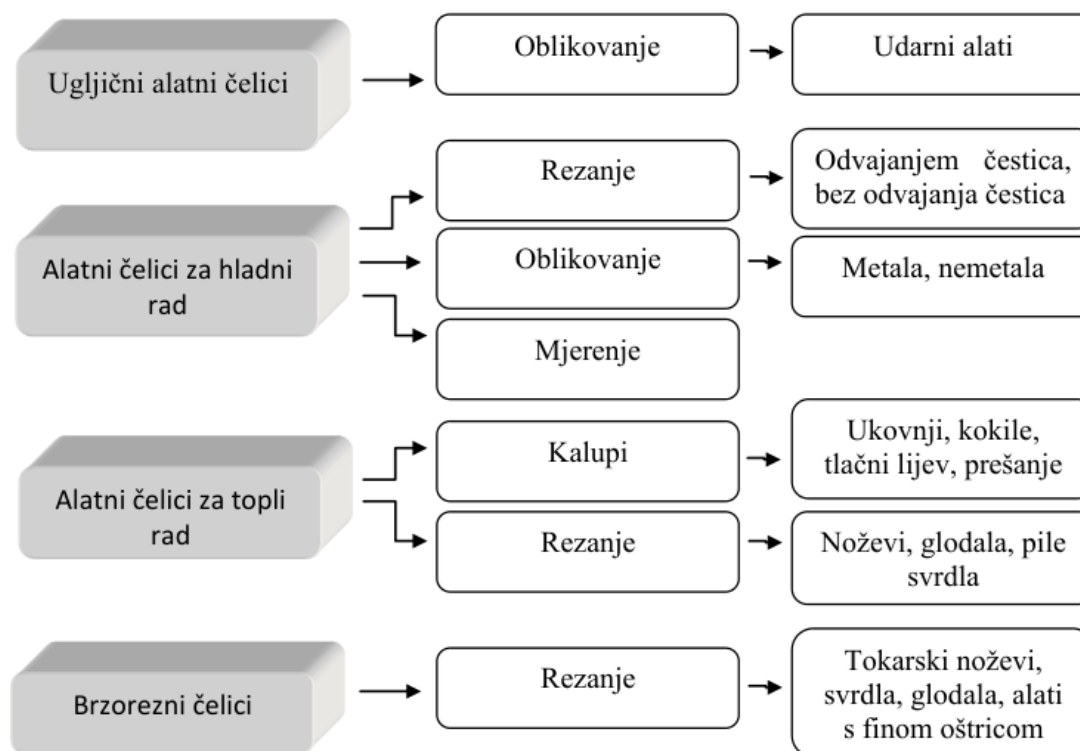 Ugljični alatni čelici
Oblikovanje
Udarni alati
Alatni čelici za hladni
rad
Rezanje
Odvajanjem čestica,
bez odvajanja čestica
Oblikovanje
Metala, nemetala
Mjerenje
Alatni čelici za topli
rad
Kalupi
Ukovnji, kokile,
tlačni lijev, prešanje
Rezanje
Noževi, glodala, pile
svrdla
Brzorezni čelici
Rezanje
Tokarski noževi,
svrdla, glodala, alati
s finom oštricom